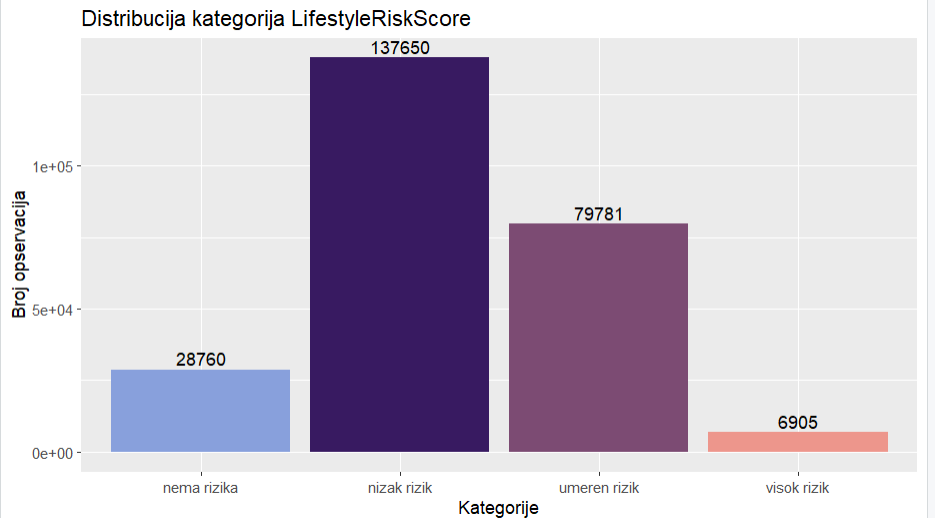 Distribucija kategorija LifestyleRiskScore
137650
1e+05
79781
Broj opservacija
5e+04
28760
6905
0e+00
nema rizika nizak rizik umeren rizik visok rizik
Kategorije